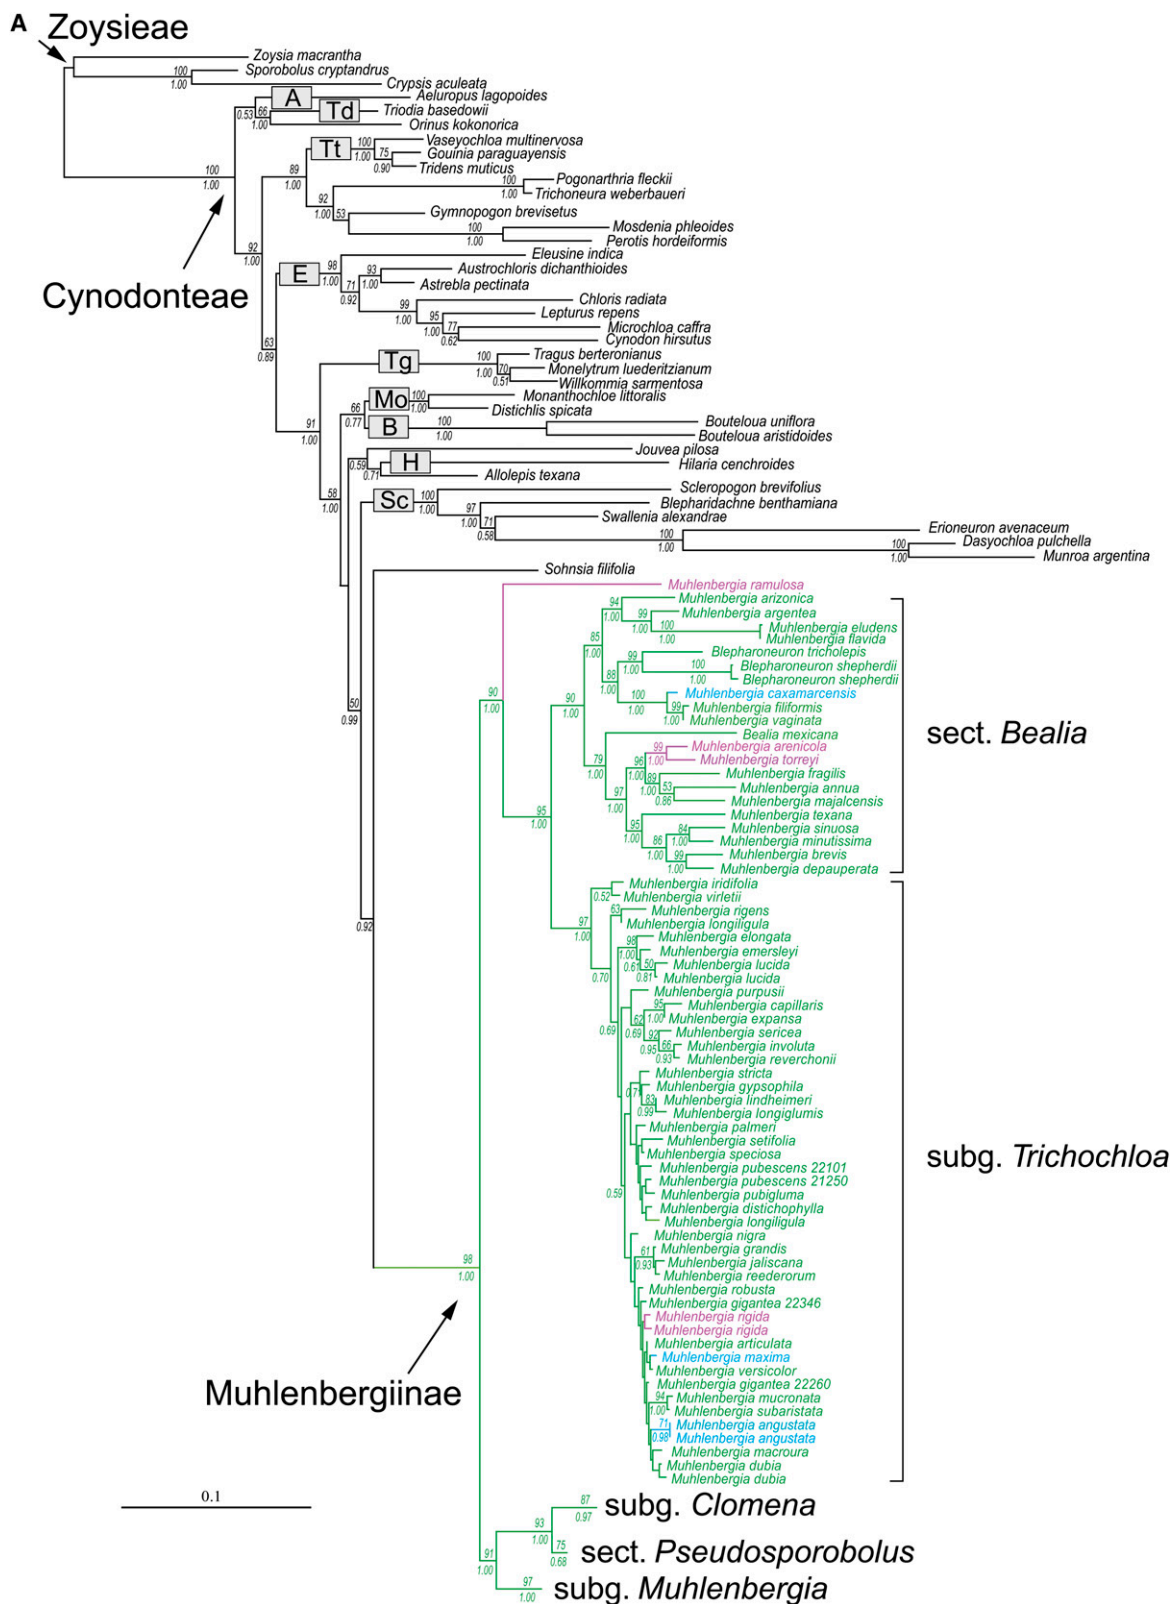 A
Zoysieae
Zoysia macrantha
100
1.00
Sporobolus cryptandrus
Crypsis aculeata
A
Aeluropus lagopoides
0.53
66
1.00
Td
Triodia basedowii
Orinus kokonorica
100
1.00
Cynodonteae
Tt
100
1.00
Vaseyochloa multinervosa
75
0.90
Gouinia paraguayensis
Tridens muticus
89
1.00
100
1.00
Pogonarthria fleckii
Trichoneura weberbaueri
92
1.00
53
Gymnopogon brevisetus
100
1.00
Mosdenia phleoides
Perotis hordeiformis
92
1.00
E
98
1.00
Eleusine indica
71
0.92
93
1.00
Austrochloris dichanthioides
Astrebla pectinata
99
1.00
Chloris radiata
95
1.00
Lepturus repens
77
0.62
Microchloa caffra
Cynodon hirsutus
63
0.89
Tg
100
1.00
Tragus berteronianus
70
0.51
Monelytrum luederitzianum
Willkommia sarmentosa
91
1.00
66
0.77
Mo
100
1.00
Monanthochloe littoralis
Distichlis spicata
B
100
1.00
Bouteloua uniflora
Bouteloua aristidoides
58
1.00
0.59
Jouvea pilosa
0.71
H
Hilaria cenchroides
Allolepis texana
Sc
100
1.00
Scleropogon brevifolius
97
1.00
Blepharidachne benthamiana
71
0.58
Swallenia alexandrae
100
1.00
Erioneuron avenaceum
100
1.00
Dasyochloa pulchella
Munroa argentina
50
0.99
0.92
Sohnsia filifolia
98
1.00
Muhlenbergiinae
90
1.00
Muhlenbergia ramulosa
95
1.00
90
1.00
85
1.00
94
1.00
Muhlenbergia arizonica
99
1.00
Muhlenbergia argentea
100
1.00
Muhlenbergia eludens
Muhlenbergia flavida
88
1.00
99
1.00
Blepharoneuron tricholepis
100
1.00
Blepharoneuron shepherdii
Blepharoneuron shepherdii
100
1.00
Muhlenbergia caxamarcensis
99
1.00
Muhlenbergia filiformis
Muhlenbergia vaginata
79
1.00
Bealia mexicana
97
1.00
96
1.00
99
1.00
Muhlenbergia arenicola
Muhlenbergia torreyi
89
1.00
Muhlenbergia fragilis
53
0.86
Muhlenbergia annua
Muhlenbergia majalcensis
95
1.00
Muhlenbergia texana
86
1.00
84
1.00
Muhlenbergia sinuosa
Muhlenbergia minutissima
99
1.00
Muhlenbergia brevis
Muhlenbergia depauperata
sect. Bealia
97
1.00
0.52
Muhlenbergia iridifolia
Muhlenbergia virletii
0.70
63
Muhlenbergia rigens
Muhlenbergia longiligula
0.69
98
1.00
Muhlenbergia elongata
0.61
Muhlenbergia emersleyi
50
0.81
Muhlenbergia lucida
Muhlenbergia lucida
Muhlenbergia purpusii
62
0.69
95
1.00
Muhlenbergia capillaris
Muhlenbergia expansa
92
0.95
Muhlenbergia sericea
66
0.93
Muhlenbergia involuta
Muhlenbergia reverchonii
0.59
0.71
Muhlenbergia stricta
Muhlenbergia gypsophila
83
0.99
Muhlenbergia lindheimeri
Muhlenbergia longiglumis
Muhlenbergia palmeri
Muhlenbergia setifolia
Muhlenbergia speciosa
Muhlenbergia pubescens 22101
Muhlenbergia pubescens 21250
Muhlenbergia pubigluma
Muhlenbergia distichophylla
Muhlenbergia longiligula
Muhlenbergia nigra
61
0.93
Muhlenbergia grandis
Muhlenbergia jaliscana
Muhlenbergia reederorum
Muhlenbergia robusta
Muhlenbergia gigantea 22346
Muhlenbergia rigida
Muhlenbergia rigida
Muhlenbergia articulata
Muhlenbergia maxima
Muhlenbergia versicolor
Muhlenbergia gigantea 22260
94
1.00
Muhlenbergia mucronata
Muhlenbergia subaristata
71
0.98
Muhlenbergia angustata
Muhlenbergia angustata
Muhlenbergia macroura
Muhlenbergia dubia
Muhlenbergia dubia
subg. Trichochloa
91
1.00
93
1.00
87
0.97
subg. Clomena
75
0.68
sect. Pseudosporobolus
97
1.00
subg. Muhlenbergia
0.1